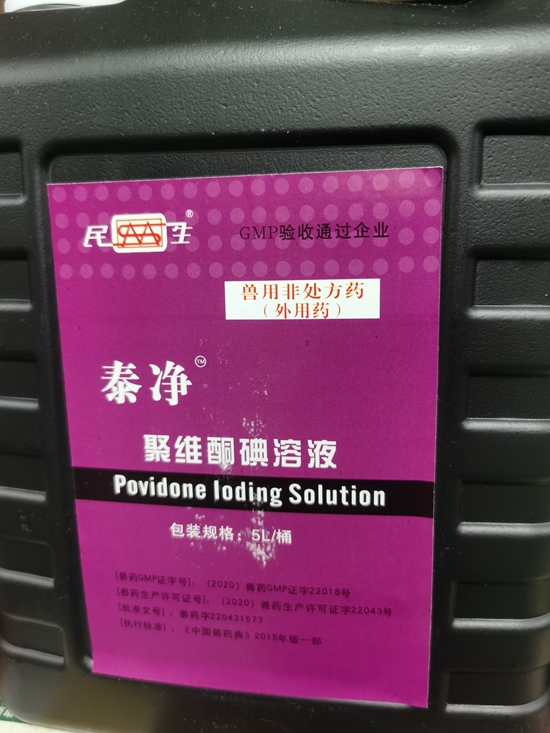 民 SMS 生®
GMP验收通过企业
兽用非处方药
(外用药)
泰净™
聚维酮碘溶液
Povidone Ioding Solution
包装规格：5L/桶
[兽药GMP证字号]：（2020）兽药GMP证字22018号
[兽药生产许可证号]：（2020）兽药生产许可证字22043号
[批准文号]：兽药字220431577
[执行标准]：《中国兽药典》2015年版一部